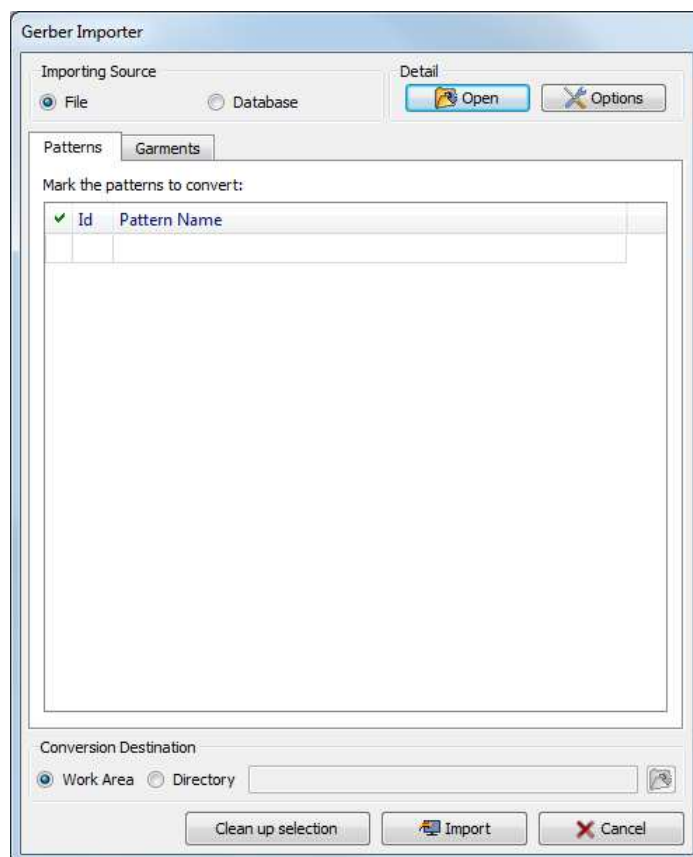 Gerber Importer
Importing Source
Detail
File
Database
Open
Options
Patterns
Garments
Mark the patterns to convert:
Id
Pattern Name
Conversion Destination
Work Area
Directory
Clean up selection
Import
Cancel